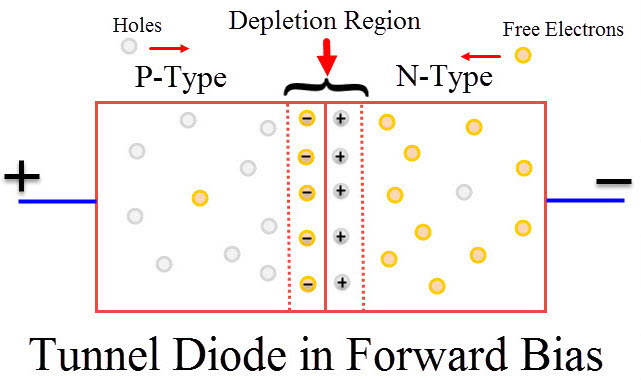 Holes
Depletion Region
Free Electrons
P-Type
N-Type
+
−
− +
− +
− +
− +
− +
Tunnel Diode in Forward Bias